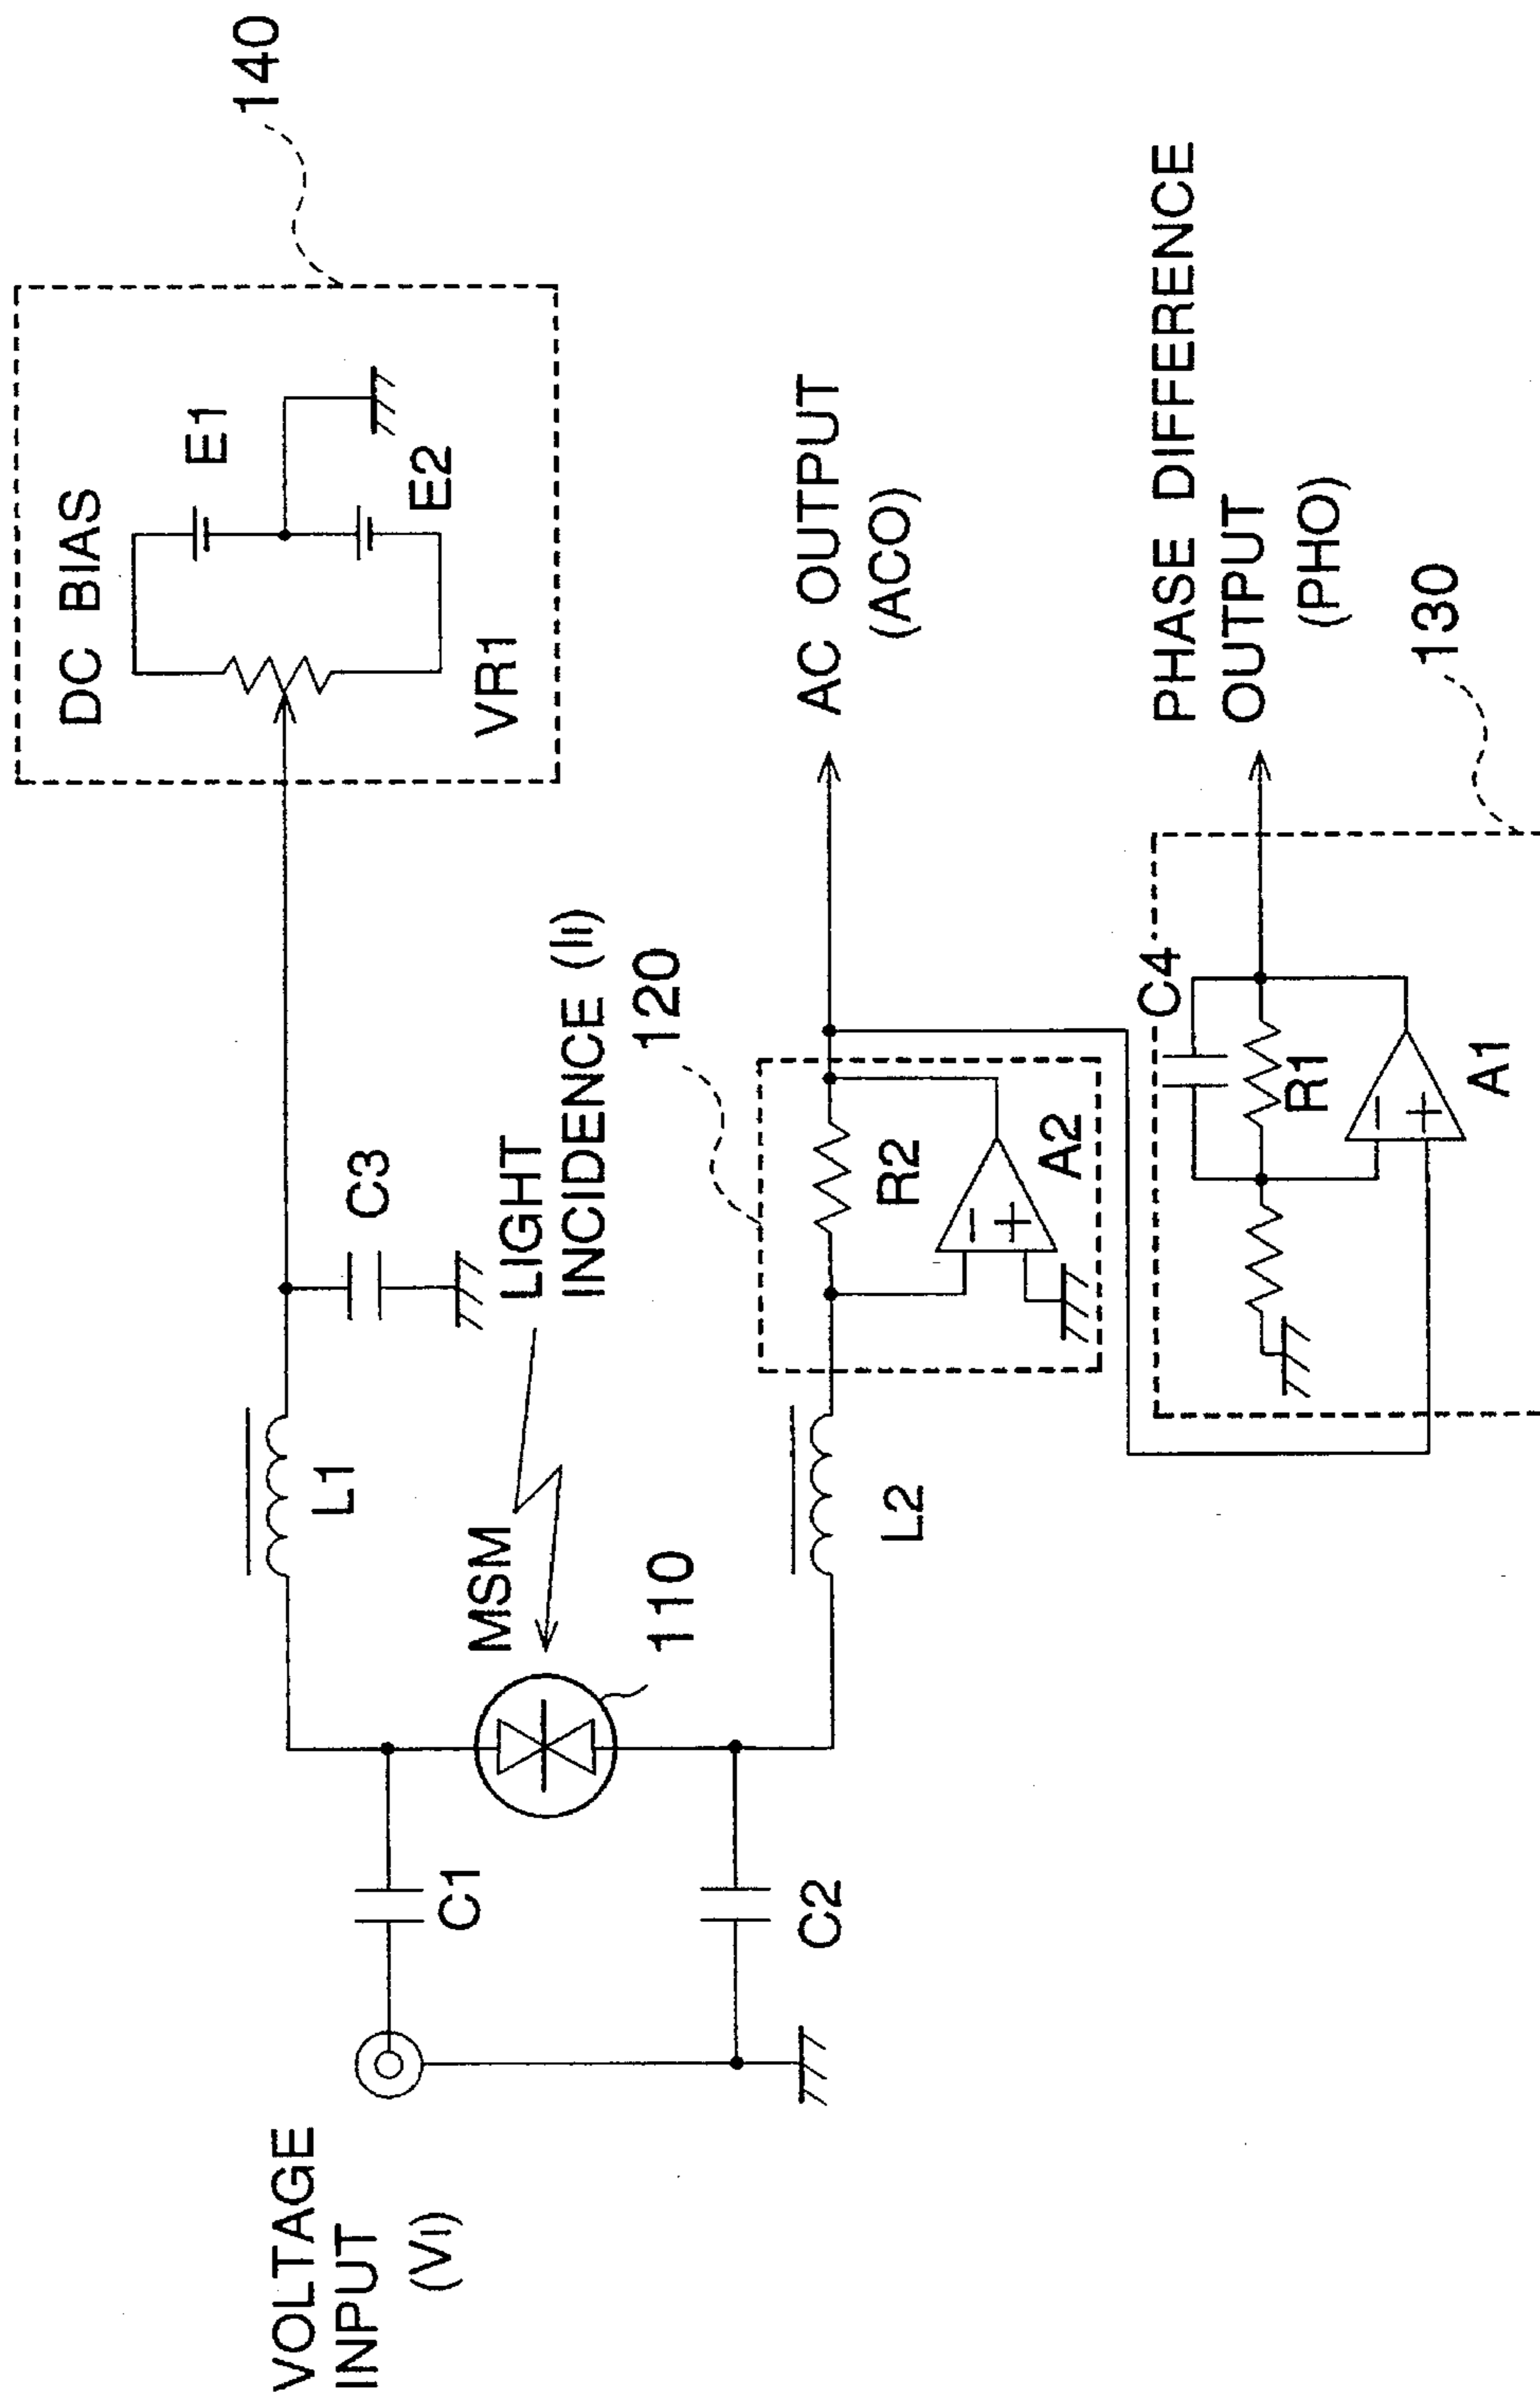 140
DC BIAS
E1
E2
VR1
C3
L1
LIGHT
INCIDENCE (Ii)
MSM
110
VOLTAGE
INPUT
(Vi)
C1
C2
L2
120
R2
−
+
A2
AC OUTPUT
(ACO)
C4
R1
−
+
A1
PHASE DIFFERENCE
OUTPUT
(PHO)
130